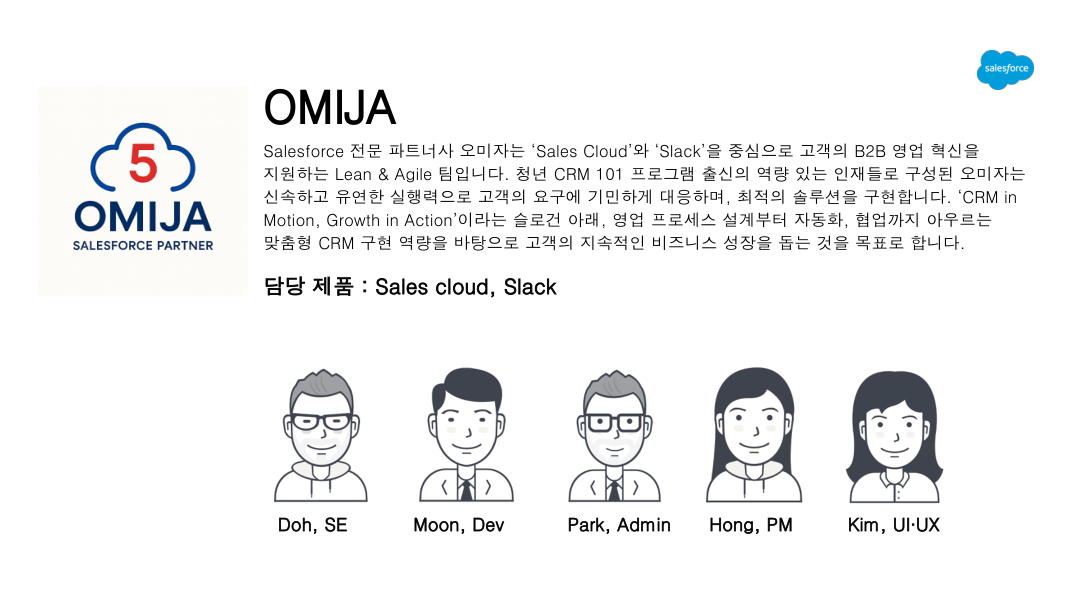 salesforce
5
OMIJA
SALESFORCE PARTNER
OMIJA
Salesforce 전문 파트너사 오미자는 ‘Sales Cloud’와 ‘Slack’을 중심으로 고객의 B2B 영업 혁신을
지원하는 Lean & Agile 팀입니다. 청년 CRM 101 프로그램 출신의 역량 있는 인재들로 구성된 오미자는
신속하고 유연한 실행력으로 고객의 요구에 기민하게 대응하며, 최적의 솔루션을 구현합니다. ‘CRM in
Motion, Growth in Action’이라는 슬로건 아래, 영업 프로세스 설계부터 자동화, 협업까지 아우르는
맞춤형 CRM 구현 역량을 바탕으로 고객의 지속적인 비즈니스 성장을 돕는 것을 목표로 합니다.
담당 제품 : Sales cloud, Slack
Doh, SE
Moon, Dev
Park, Admin
Hong, PM
Kim, UI·UX